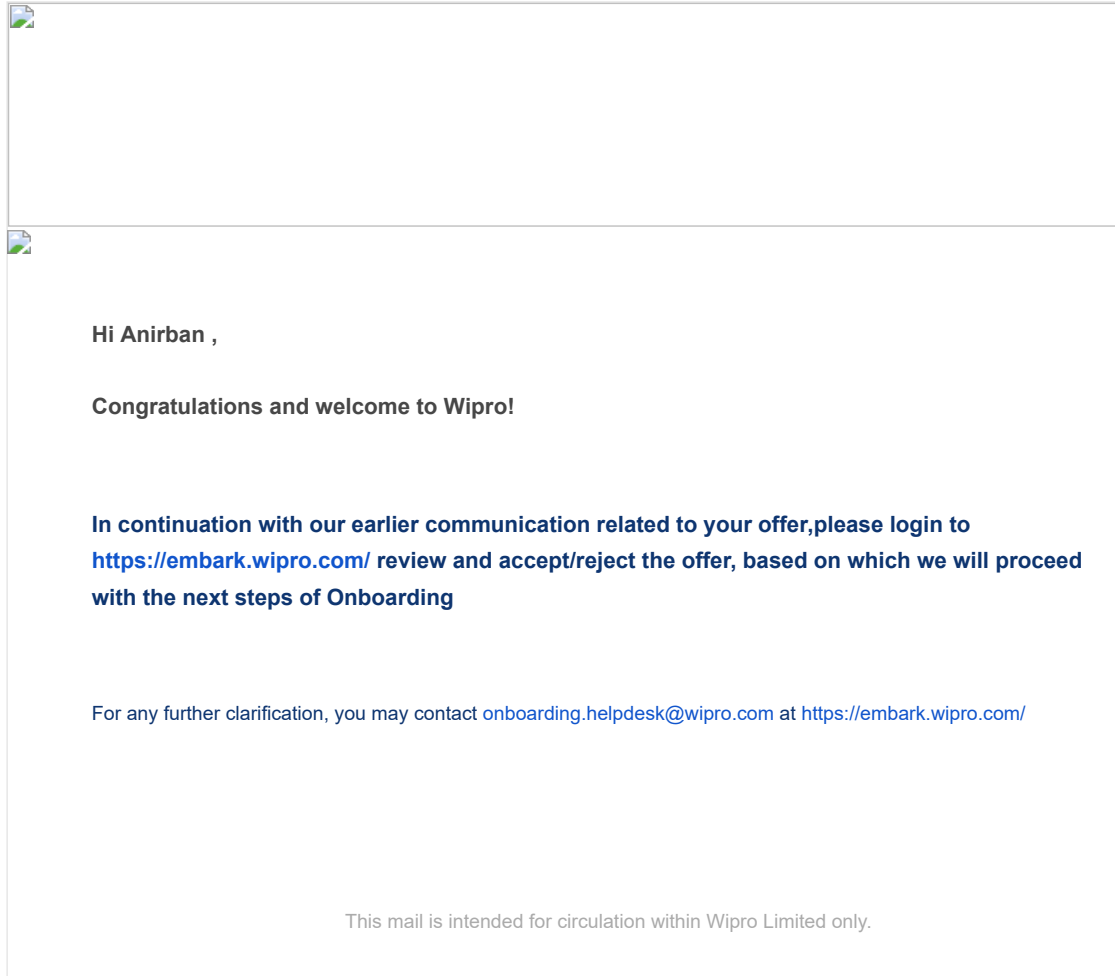 Hi Anirban ,
Congratulations and welcome to Wipro!
In continuation with our earlier communication related to your offer,please login to
https://embark.wipro.com/ review and accept/reject the offer, based on which we will proceed
with the next steps of Onboarding
For any further clarification, you may contact onboarding.helpdesk@wipro.com at https://embark.wipro.com/
This mail is intended for circulation within Wipro Limited only.